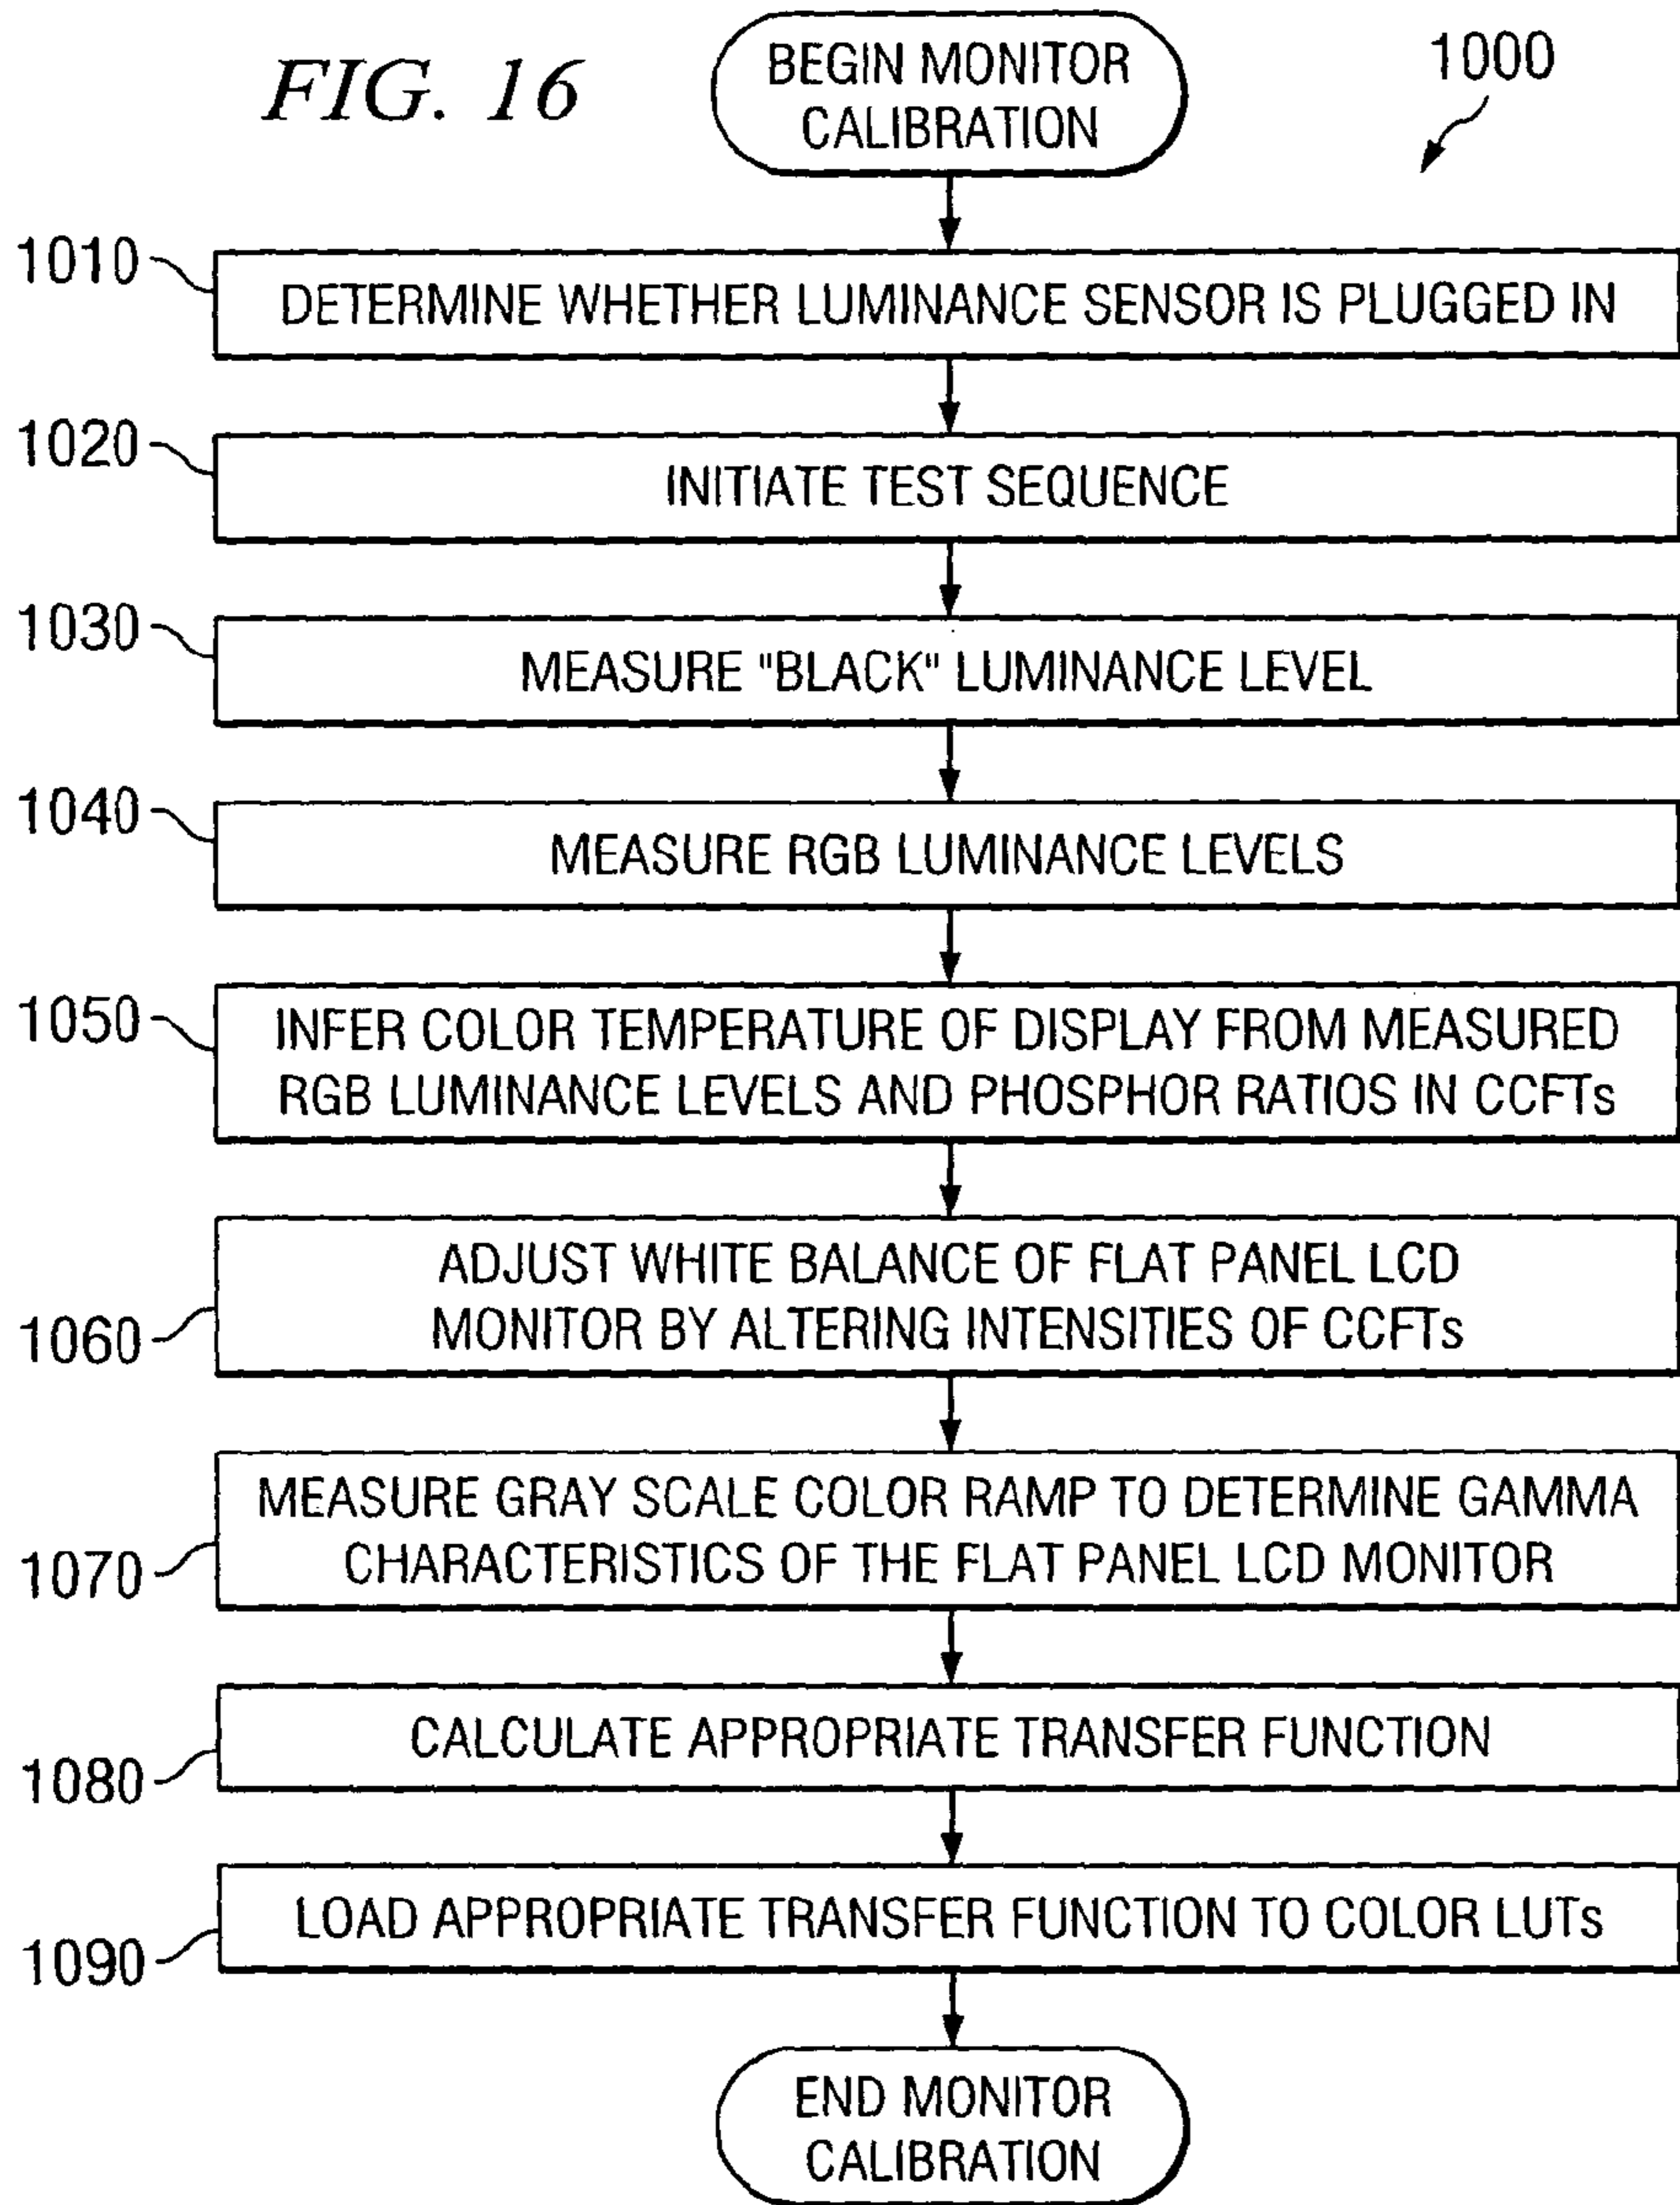 FIG. 16
BEGIN MONITOR
CALIBRATION
1000
1010
DETERMINE WHETHER LUMINANCE SENSOR IS PLUGGED IN
1020
INITIATE TEST SEQUENCE
1030
MEASURE "BLACK" LUMINANCE LEVEL
1040
MEASURE RGB LUMINANCE LEVELS
1050
INFER COLOR TEMPERATURE OF DISPLAY FROM MEASURED
RGB LUMINANCE LEVELS AND PHOSPHOR RATIOS IN CCFTs
1060
ADJUST WHITE BALANCE OF FLAT PANEL LCD
MONITOR BY ALTERING INTENSITIES OF CCFTs
1070
MEASURE GRAY SCALE COLOR RAMP TO DETERMINE GAMMA
CHARACTERISTICS OF THE FLAT PANEL LCD MONITOR
1080
CALCULATE APPROPRIATE TRANSFER FUNCTION
1090
LOAD APPROPRIATE TRANSFER FUNCTION TO COLOR LUTs
END MONITOR
CALIBRATION